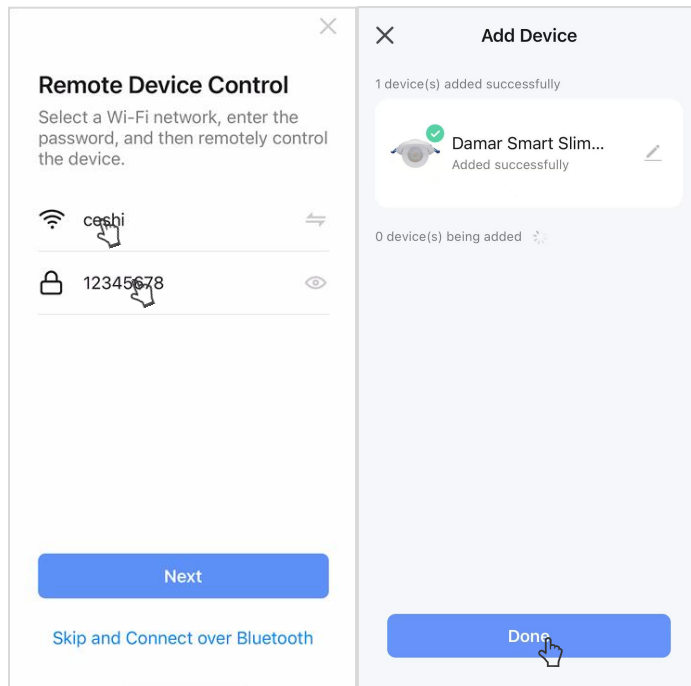 Remote Device Control
Select a Wi-Fi network, enter the
password, and then remotely control
the device.
ceshi
12345678
Next
Skip and Connect over Bluetooth
Add Device
1 device(s) added successfully
Damar Smart Slim...
Added successfully
0 device(s) being added
Done